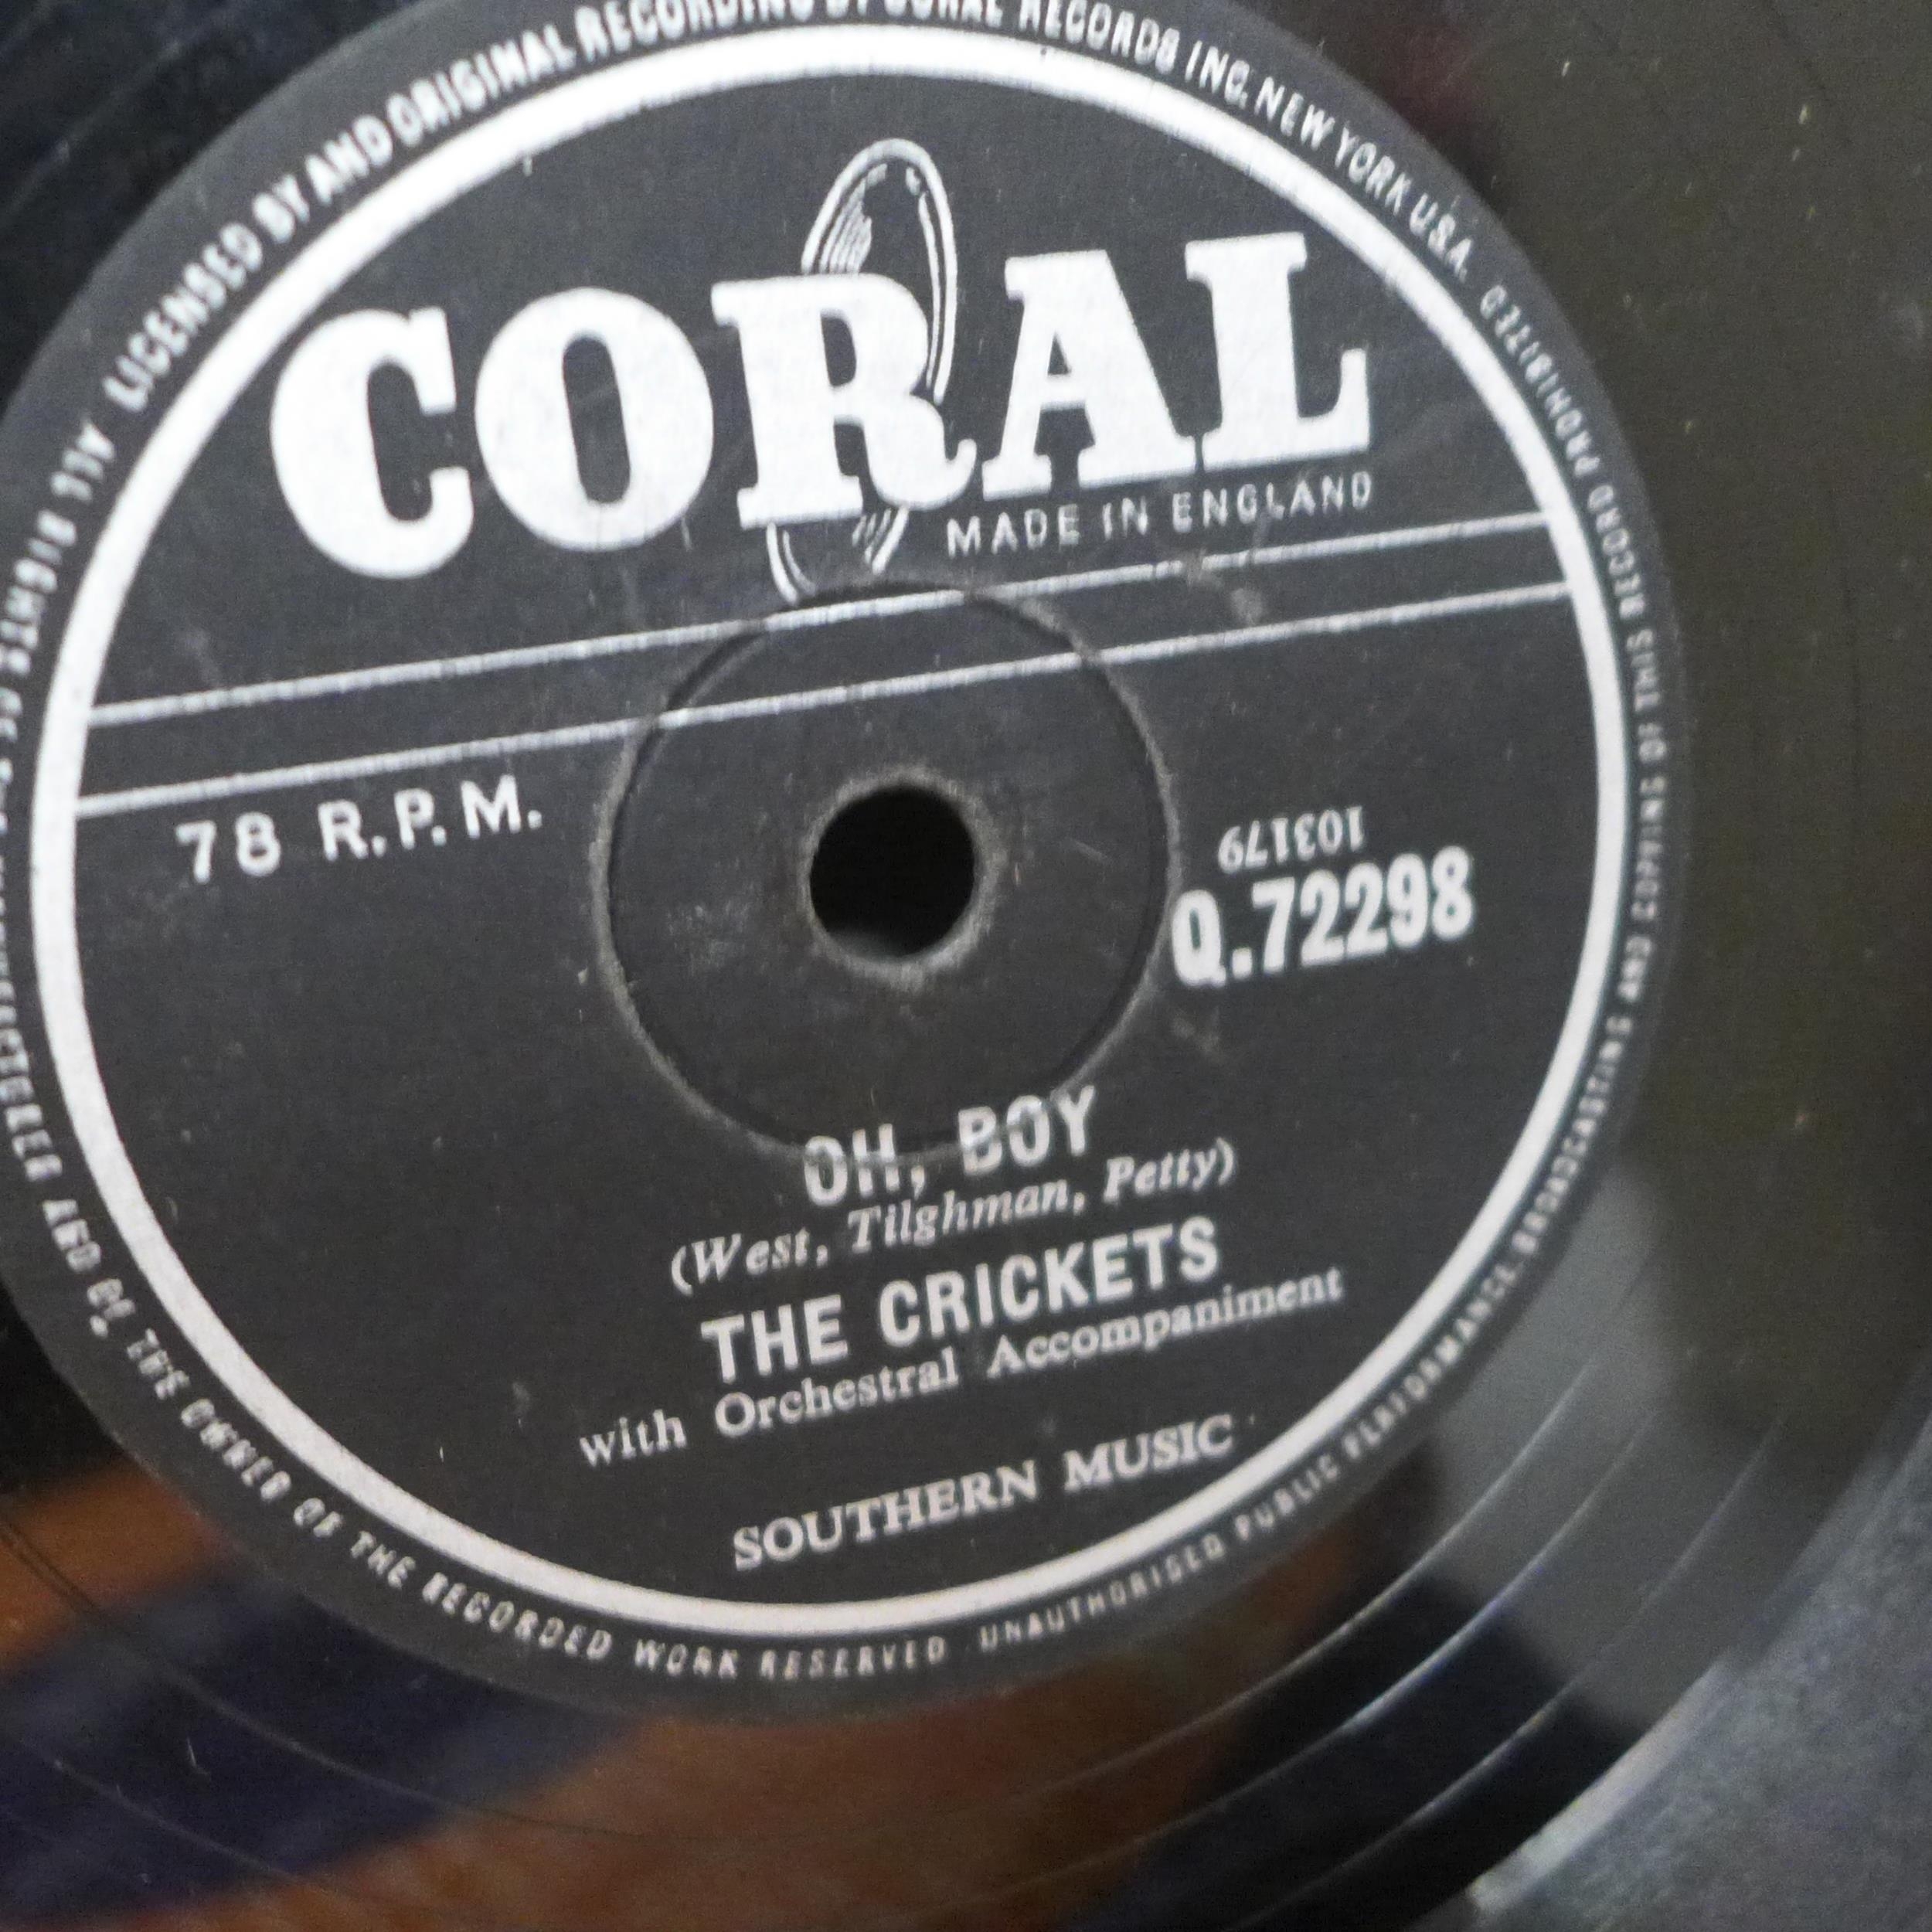 LICENSED BY AND ORIGINAL RECORDING BY CORAL RECORDS INC. NEW YORK U.S.A.
CORAL
MADE IN ENGLAND
78 R.P.M.
103179
Q.72298
OH, BOY
(West, Tilghman, Petty)
THE CRICKETS
with Orchestral Accompaniment
SOUTHERN MUSIC
UNAUTHORISED PUBLIC PERFORMANCE BROADCASTING AND COPYING OF THIS RECORD PROHIBITED
ALL RIGHTS OF THE MANUFACTURER AND OF THE OWNER OF THE RECORDED WORK RESERVED